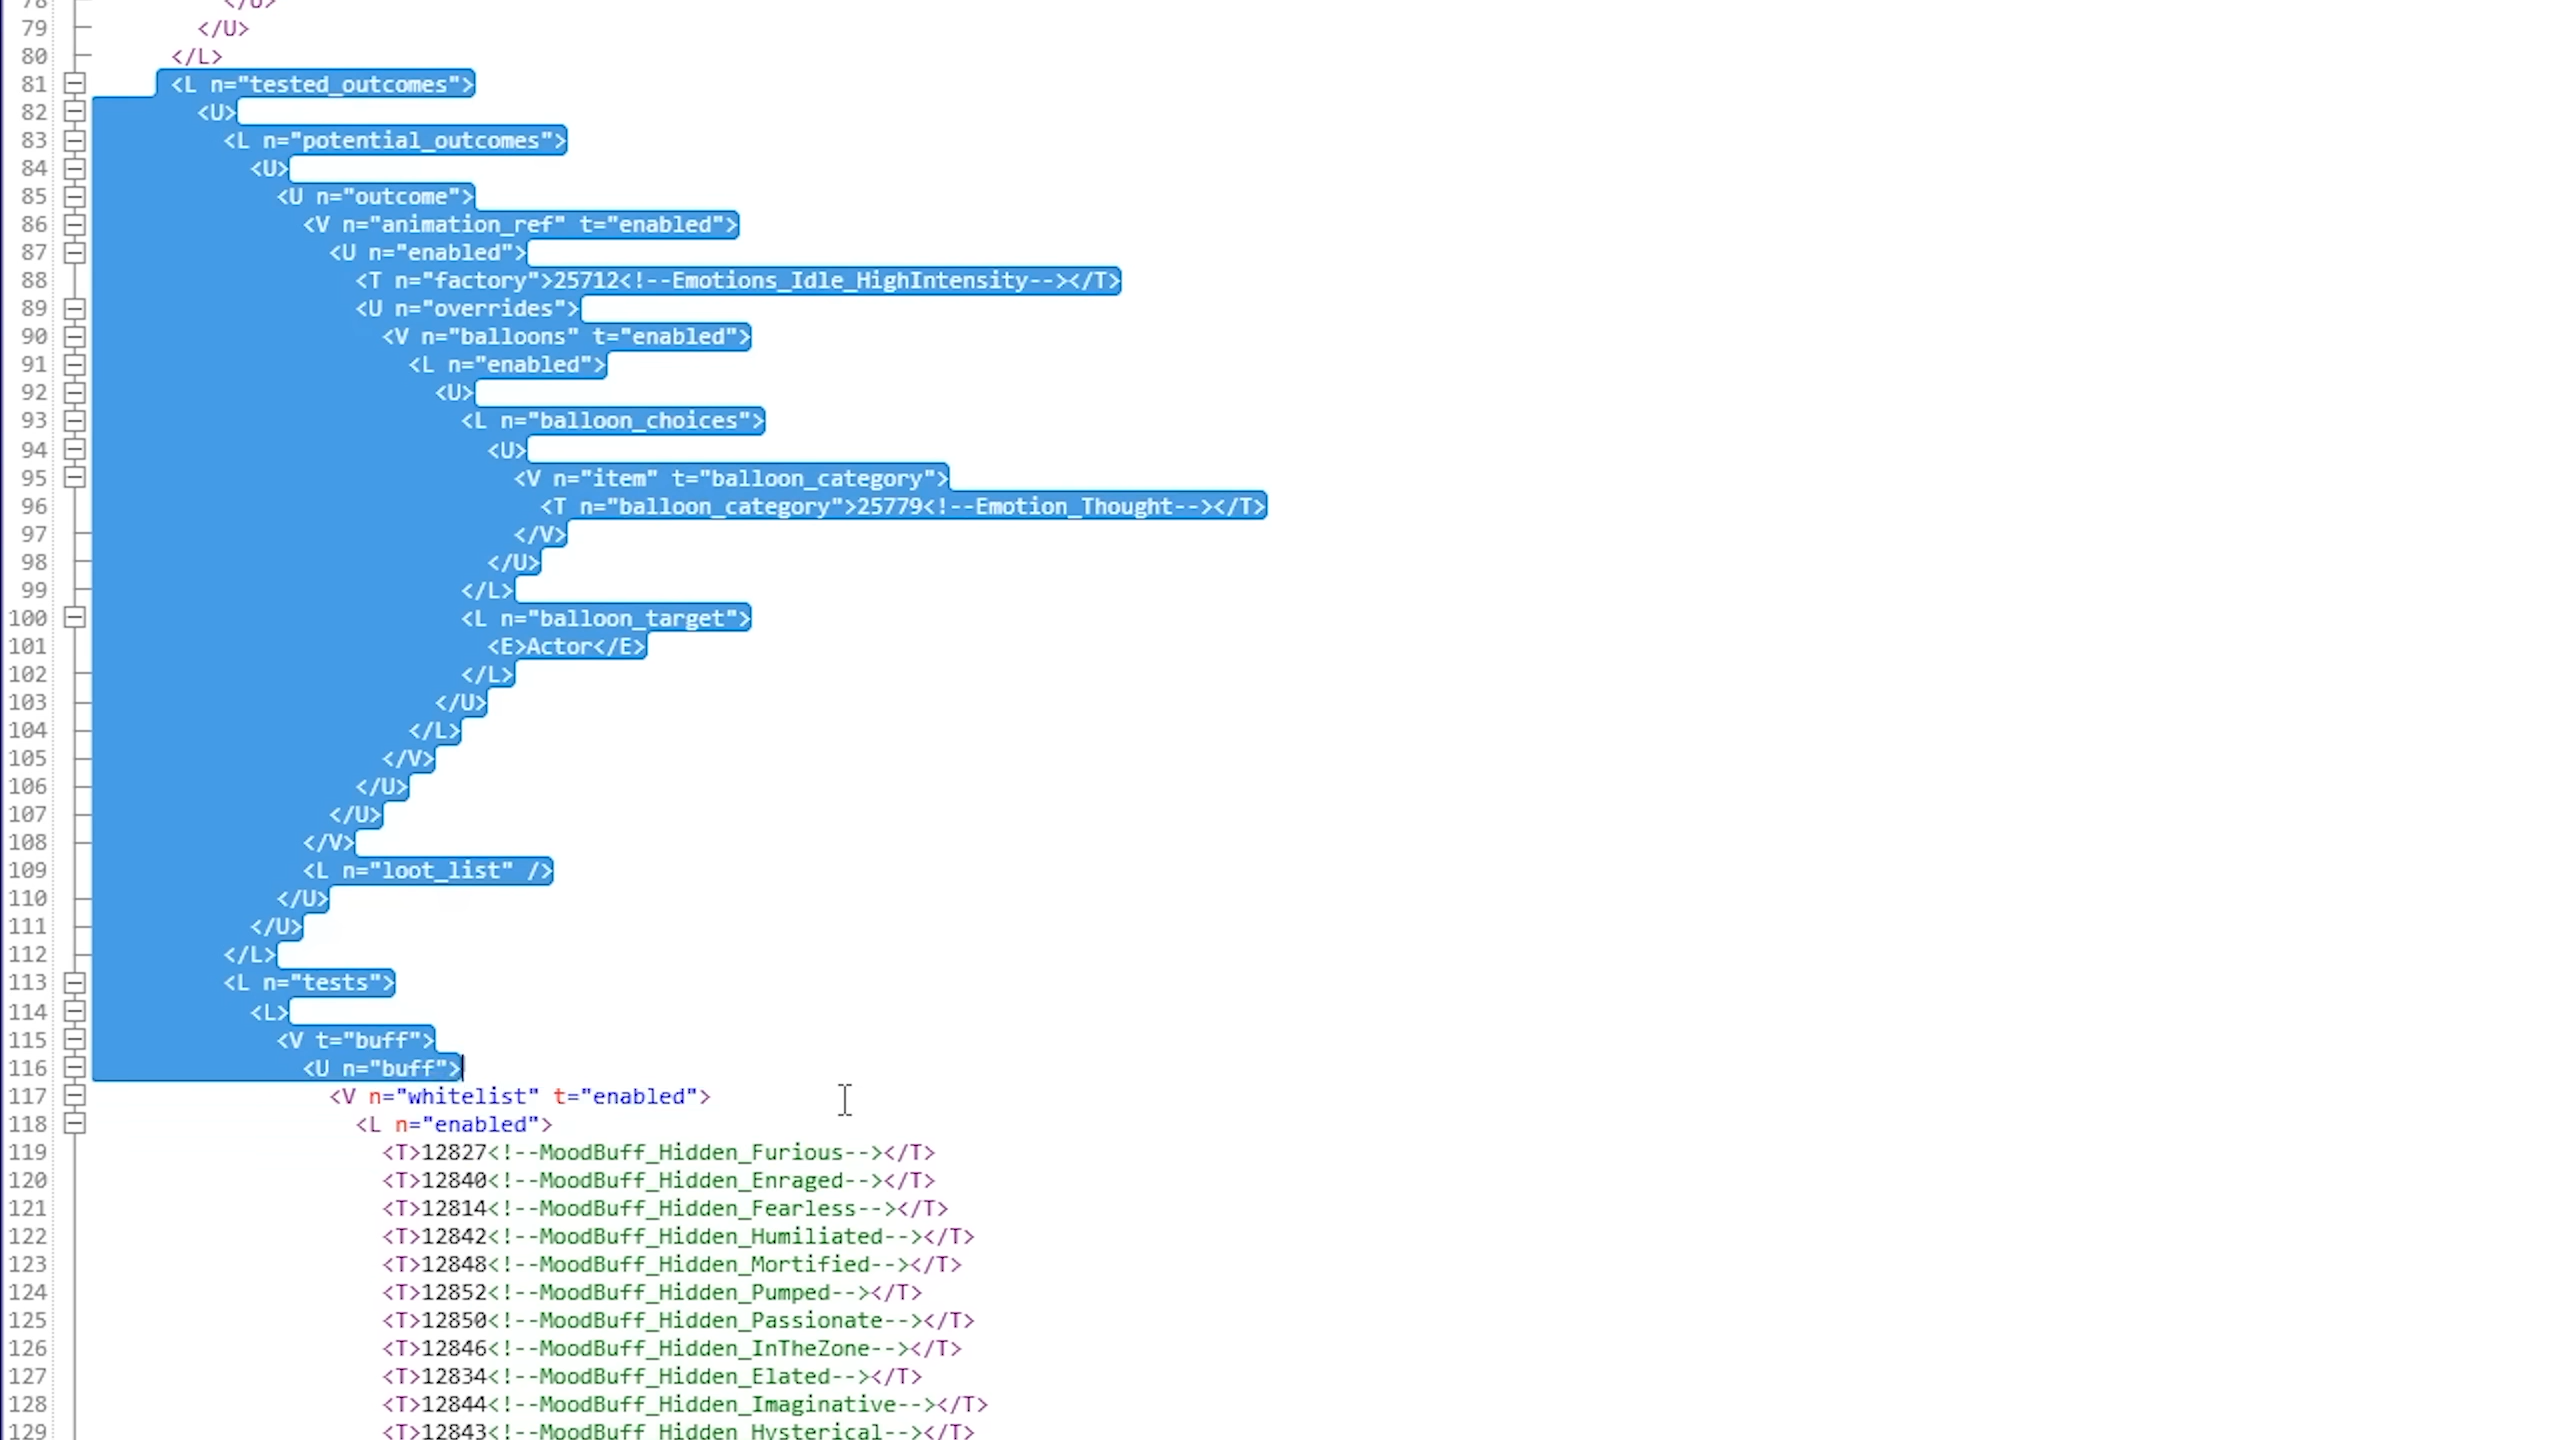 78 </U>
79 </U>
80 </L>
81 <L n="tested_outcomes">
82 <U>
83 <L n="potential_outcomes">
84 <U>
85 <U n="outcome">
86 <V n="animation_ref" t="enabled">
87 <U n="enabled">
88 <T n="factory">25712<!--Emotions_Idle_HighIntensity--></T>
89 <U n="overrides">
90 <V n="balloons" t="enabled">
91 <L n="enabled">
92 <U>
93 <L n="balloon_choices">
94 <U>
95 <V n="item" t="balloon_category">
96 <T n="balloon_category">25779<!--Emotion_Thought--></T>
97 </V>
98 </U>
99 </L>
100 <L n="balloon_target">
101 <E>Actor</E>
102 </L>
103 </U>
104 </L>
105 </V>
106 </U>
107 </U>
108 </V>
109 <L n="loot_list" />
110 </U>
111 </U>
112 </L>
113 <L n="tests">
114 <L>
115 <V t="buff">
116 <U n="buff">
117 <V n="whitelist" t="enabled">
118 <L n="enabled">
119 <T>12827<!--MoodBuff_Hidden_Furious--></T>
120 <T>12840<!--MoodBuff_Hidden_Enraged--></T>
121 <T>12814<!--MoodBuff_Hidden_Fearless--></T>
122 <T>12842<!--MoodBuff_Hidden_Humiliated--></T>
123 <T>12848<!--MoodBuff_Hidden_Mortified--></T>
124 <T>12852<!--MoodBuff_Hidden_Pumped--></T>
125 <T>12850<!--MoodBuff_Hidden_Passionate--></T>
126 <T>12846<!--MoodBuff_Hidden_InTheZone--></T>
127 <T>12834<!--MoodBuff_Hidden_Elated--></T>
128 <T>12844<!--MoodBuff_Hidden_Imaginative--></T>
129 <T>12843<!--MoodBuff_Hidden_Hysterical--></T>